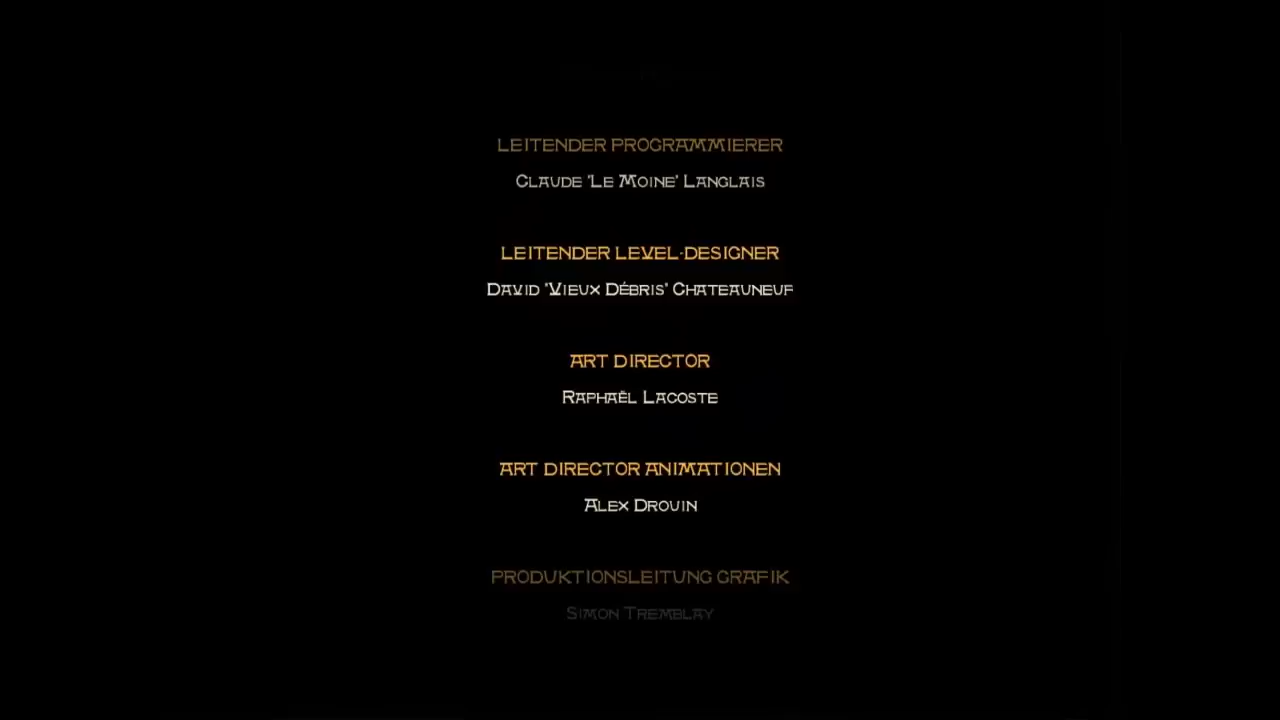 LEITENDER PROGRAMMIERER
CLAUDE 'LE MOINE' LANGLAIS
LEITENDER LEVEL-DESIGNER
DAVID 'VIEUX DÉBRIS' CHATEAUNEUF
ART DIRECTOR
RAPHAËL LACOSTE
ART DIRECTOR ANIMATIONEN
ALEX DROUIN
PRODUKTIONSLEITUNG GRAFIK
SIMON TREMBLAY